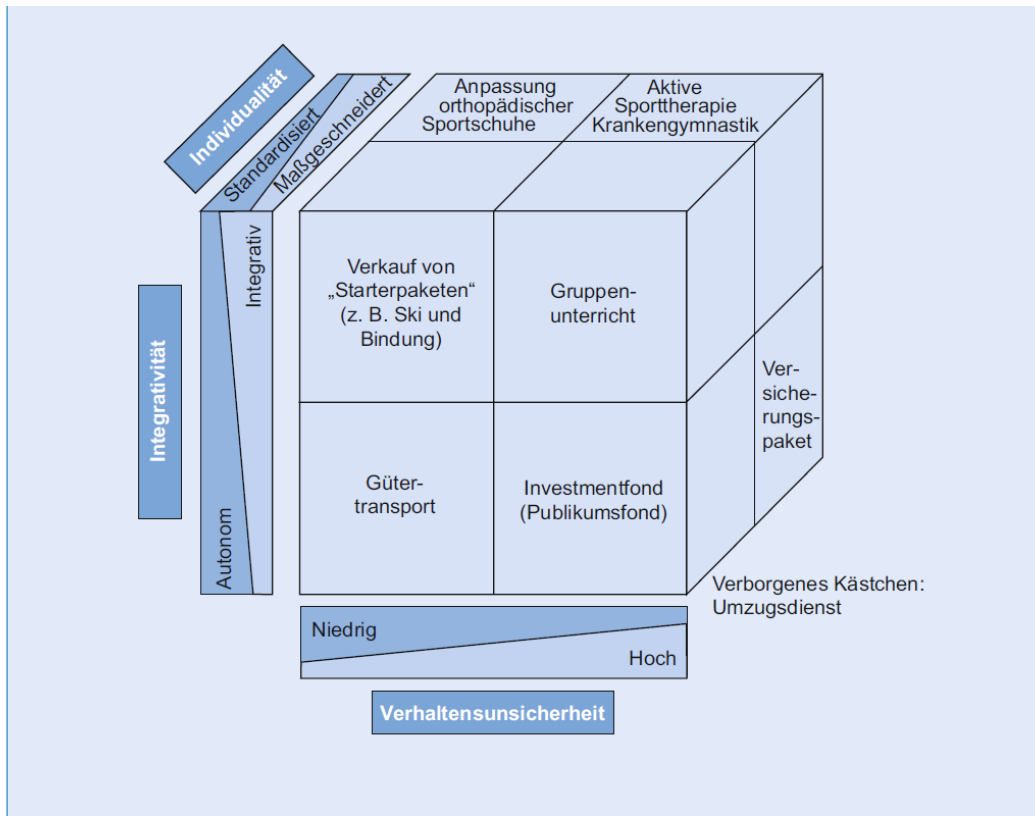 Individualität
Standardisiert
Maßgeschneidert
Anpassung
orthopädischer
Sportschuhe
Aktive
Sporttherapie
Krankengymnastik
Integrativität
Autonom
Integrativ
Verkauf von
„Starterpaketen“
(z. B. Ski und
Bindung)
Gruppen-
unterricht
Ver-
siche-
rungs-
paket
Güter-
transport
Investmentfond
(Publikumsfond)
Verborgenes Kästchen:
Umzugsdienst
Niedrig
Hoch
Verhaltensunsicherheit